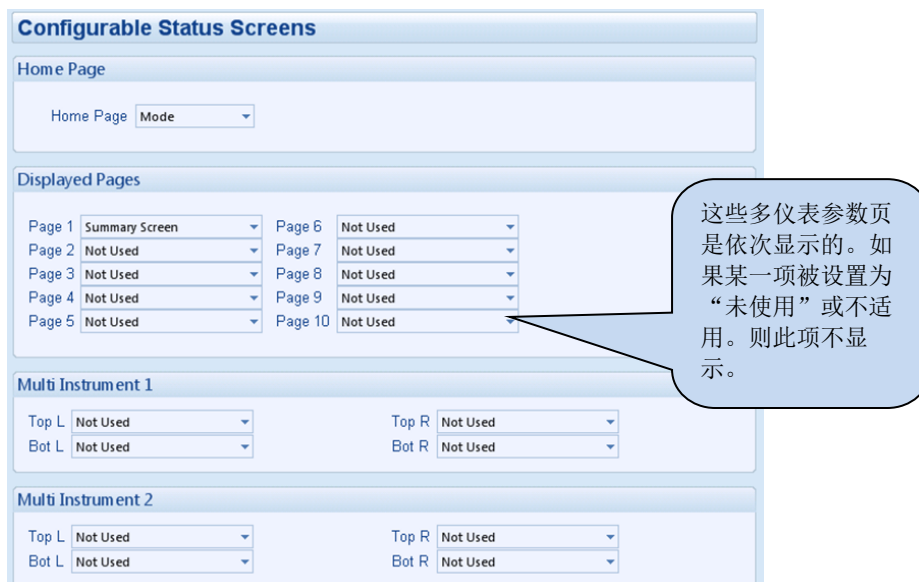 Configurable Status Screens
Home Page
Home Page Mode
Displayed Pages
Page 1 Summary Screen Page 6 Not Used
Page 2 Not Used Page 7 Not Used
Page 3 Not Used Page 8 Not Used
Page 4 Not Used Page 9 Not Used
Page 5 Not Used Page 10 Not Used
这些多仪表参数页
是依次显示的。如
果某一项被设置为
“未使用”或不适
用。则此项不显
示。
Multi Instrument 1
Top L Not Used Top R Not Used
Bot L Not Used Bot R Not Used
Multi Instrument 2
Top L Not Used Top R Not Used
Bot L Not Used Bot R Not Used